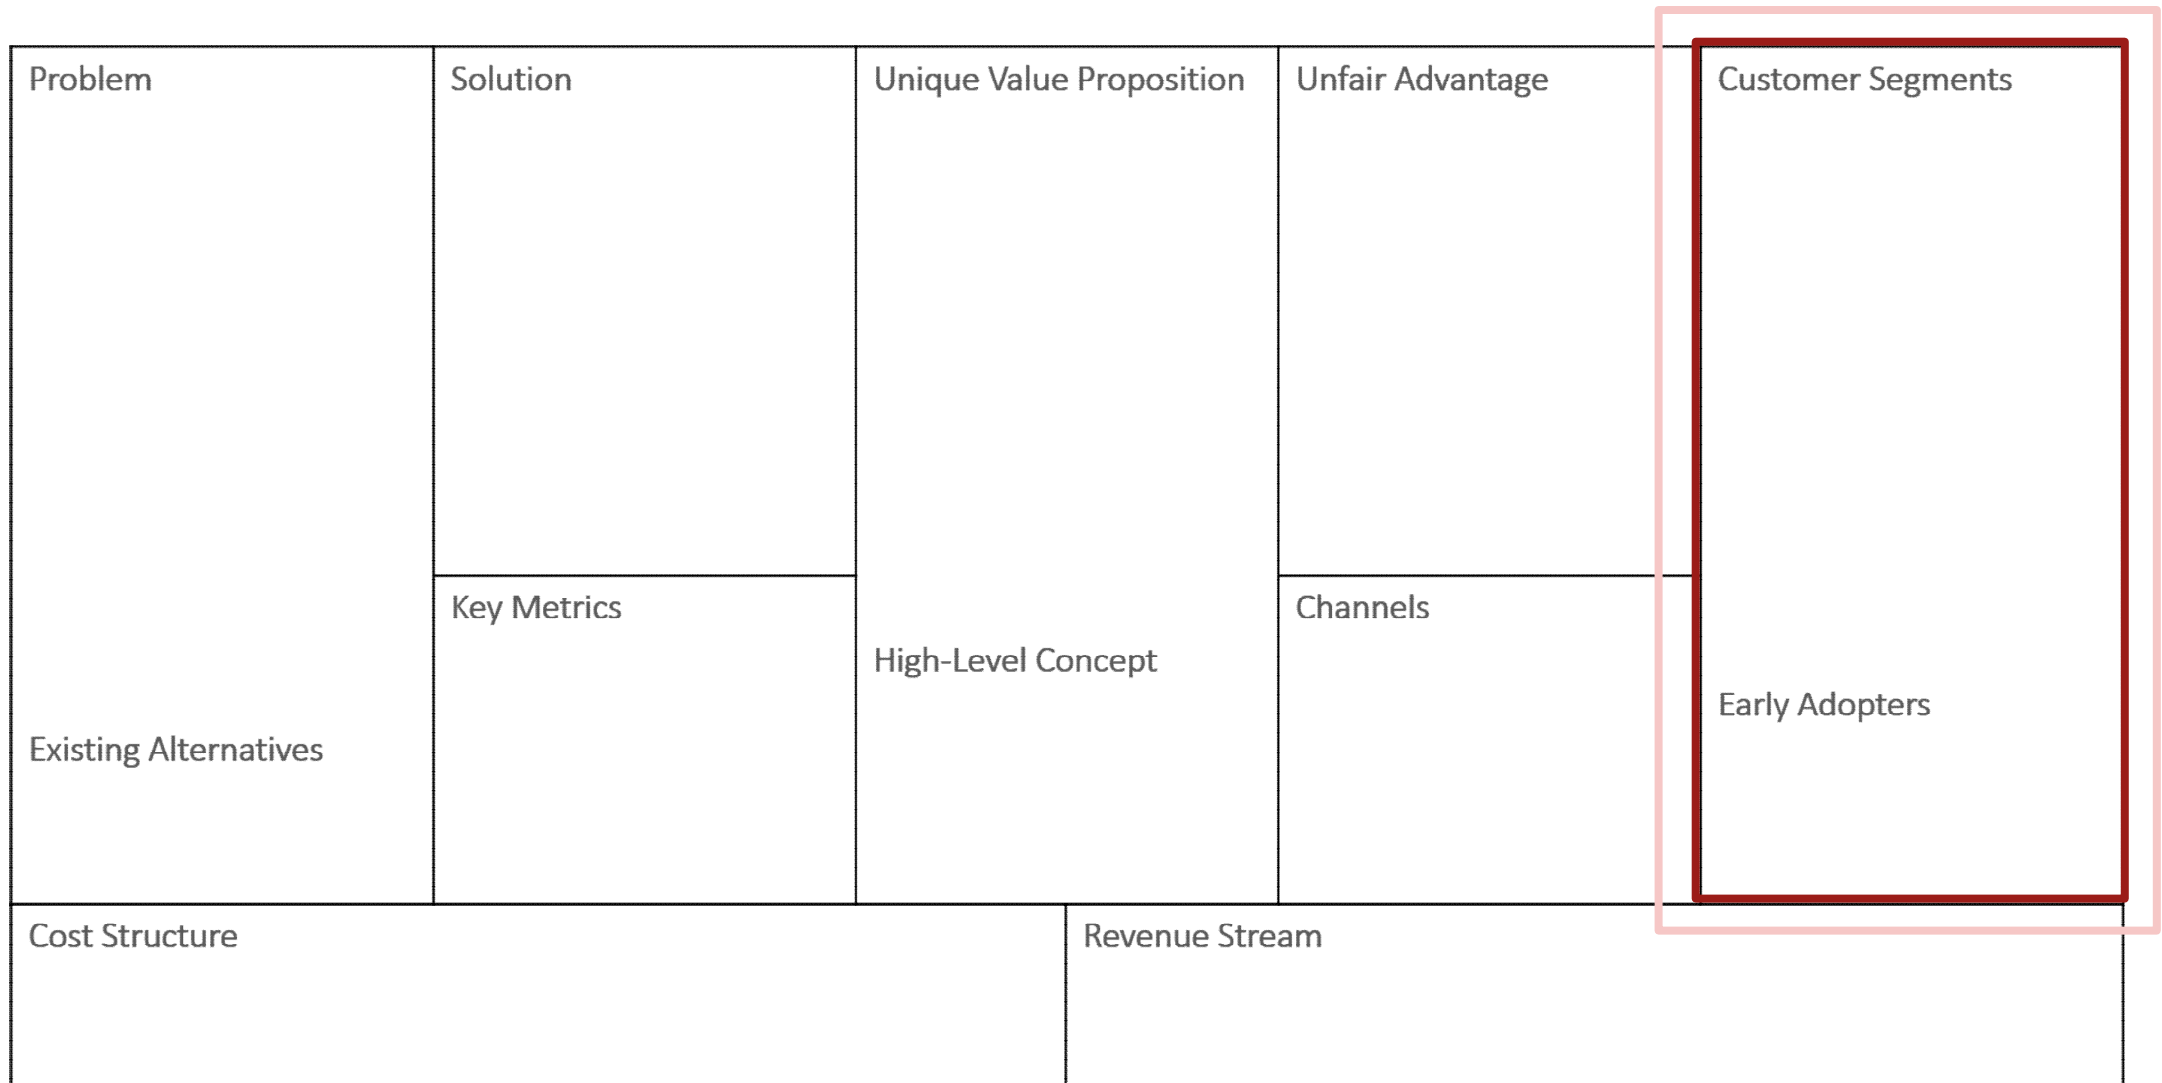 Problem
Existing Alternatives
Solution
Key Metrics
Unique Value Proposition
High-Level Concept
Unfair Advantage
Channels
Customer Segments
Early Adopters
Cost Structure
Revenue Stream